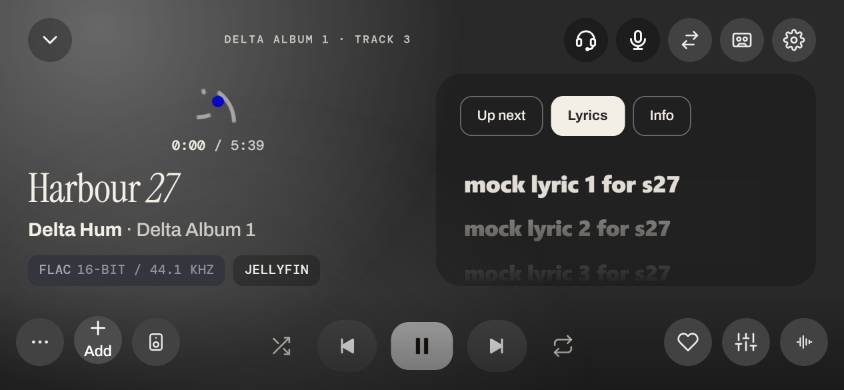 DELTA ALBUM 1 · TRACK 3
0:00 / 5:39
Harbour 27
Delta Hum · Delta Album 1
FLAC 16-BIT / 44.1 KHZ
JELLYFIN
Up next
Lyrics
Info
mock lyric 1 for s27
mock lyric 2 for s27
mock lyric 3 for s27
Add